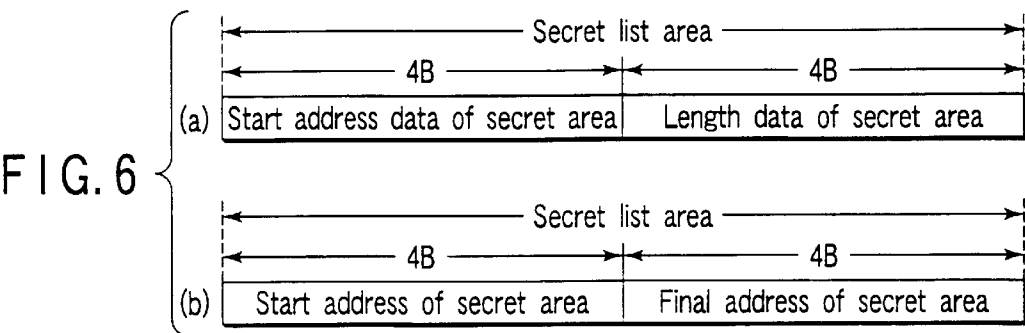 FIG. 6
Secret list area
4B 4B
(a) Start address data of secret area Length data of secret area
Secret list area
4B 4B
(b) Start address of secret area Final address of secret area